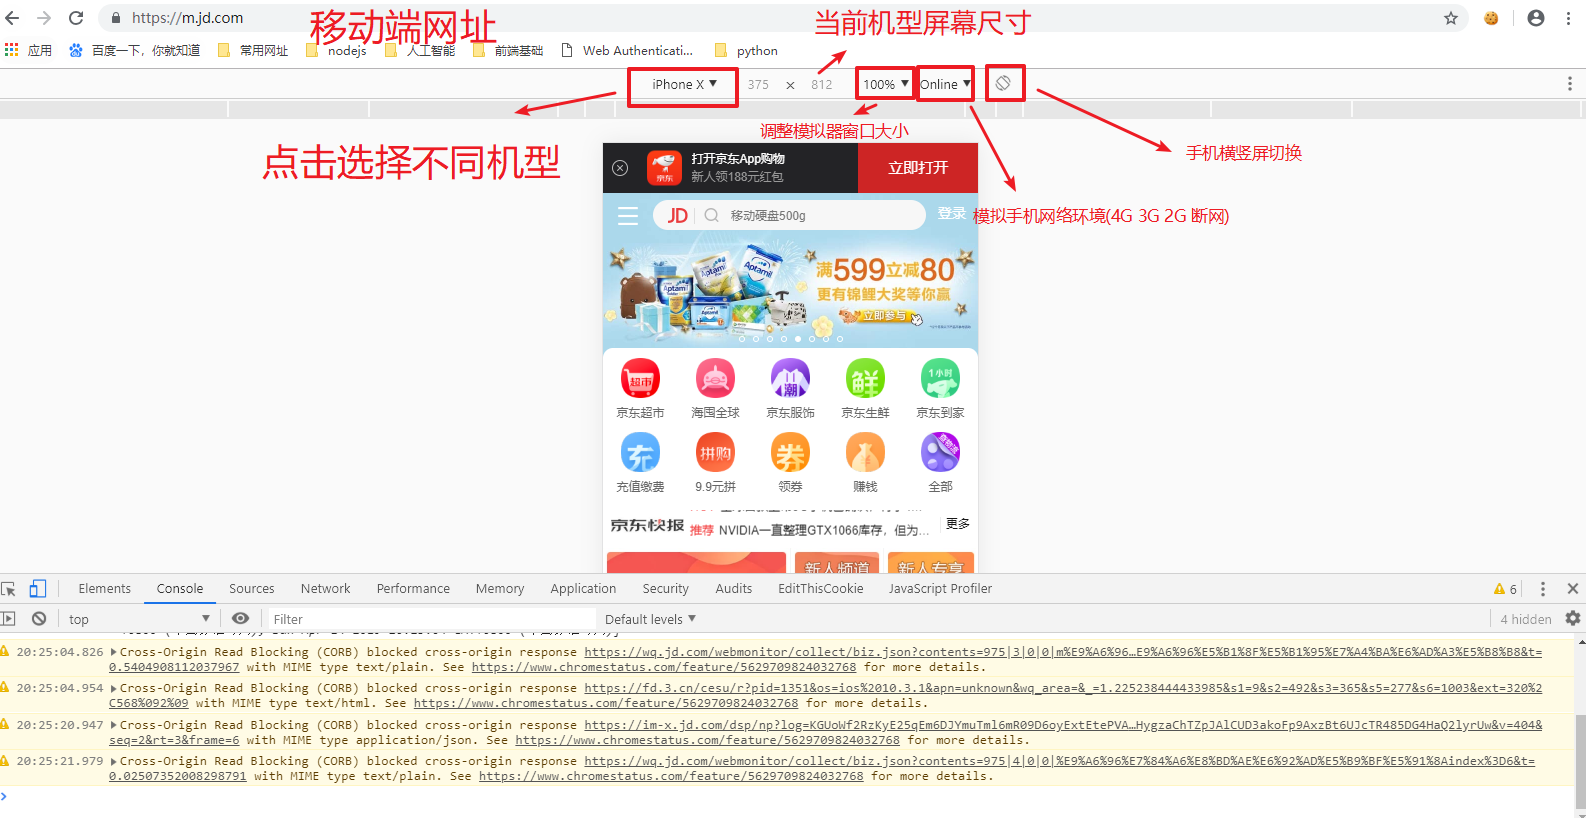 https://m.jd.com
移动端网址
当前机型屏幕尺寸
应用
百度一下，你就知道
常用网址
nodejs
人工智能
前端基础
Web Authenticati...
python
iPhone X ▼
375 × 812
100% ▼
Online ▼
调整模拟器窗口大小
点击选择不同机型
手机横竖屏切换
打开京东App购物
新人领188元红包
立即打开
京东
JD
移动硬盘500g
登录
模拟手机网络环境(4G 3G 2G 断网)
满599立减80
更有锦鲤大奖等你赢
立即参与
Aptamil
Aptamil
Aptamil
超市
潮
鲜
1小时
京东超市
海囤全球
京东服饰
京东生鲜
京东到家
充
拼购
券
充值缴费
9.9元拼
领券
赚钱
全部
京东快报
推荐 NVIDIA一直整理GTX1066库存，但为...
更多
新人频道
新人专享
Elements
Console
Sources
Network
Performance
Memory
Application
Security
Audits
EditThisCookie
JavaScript Profiler
6
top
Filter
Default levels ▼
4 hidden
20:25:04.826 ▶Cross-Origin Read Blocking (CORB) blocked cross-origin response https://wq.jd.com/webmonitor/collect/biz.json?contents=975|3|0|0|m%E9%A6%96…E9%A6%96%E5%B1%8F%E5%B1%95%E7%A4%BA%E6%AD%A3%E5%B8%B8&t=
0.5404908112037967 with MIME type text/plain. See https://www.chromestatus.com/feature/5629709824032768 for more details.
20:25:04.954 ▶Cross-Origin Read Blocking (CORB) blocked cross-origin response https://fd.3.cn/cesu/r?pid=1351&os=ios%2010.3.1&apn=unknown&wq_area=&_=1.225238444433985&s1=9&s2=492&s3=365&s5=277&s6=1003&ext=320%2
C568%092%09 with MIME type text/html. See https://www.chromestatus.com/feature/5629709824032768 for more details.
20:25:20.947 ▶Cross-Origin Read Blocking (CORB) blocked cross-origin response https://im-x.jd.com/dsp/np?log=KGUoWf2RzKyE25qEm6DJYmuTml6mR09D6oyExtEtePVA…HygzaChTZpJAlCUD3akoFp9AxzBt6UJcTR485DG4HaQ2lyrUw&v=404&
seq=2&rt=3&frame=6 with MIME type application/json. See https://www.chromestatus.com/feature/5629709824032768 for more details.
20:25:21.979 ▶Cross-Origin Read Blocking (CORB) blocked cross-origin response https://wq.jd.com/webmonitor/collect/biz.json?contents=975|4|0|0|%E9%A6%96%E7%84%A6%E8%BD%AE%E6%92%AD%E5%B9%BF%E5%91%8Aindex%3D6&t=
0.02507352008298791 with MIME type text/plain. See https://www.chromestatus.com/feature/5629709824032768 for more details.